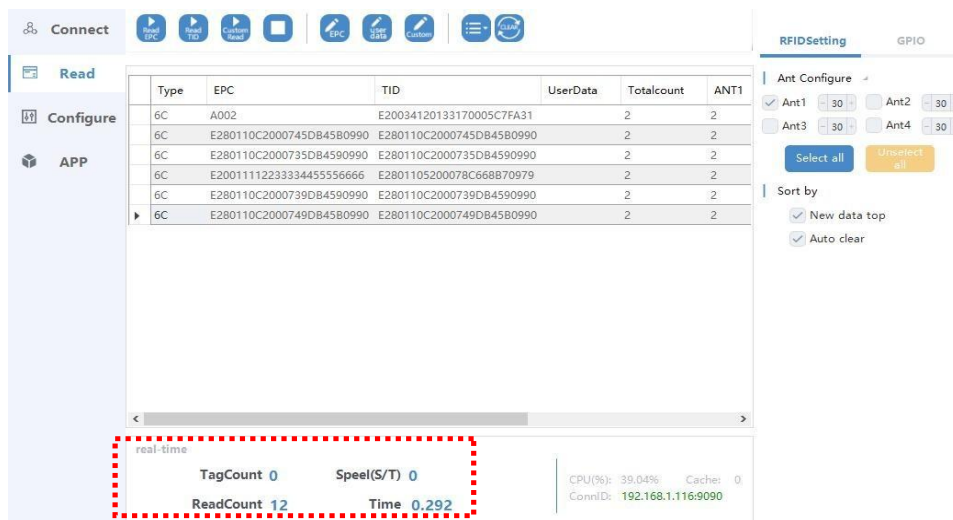 Connect
Read
Configure
APP
Read EPC
Read TID
Custom Read
EPC
user data
Custom
CLEAR
Type EPC TID UserData Totalcount ANT1
6C A002 E20034120133170005C7FA31 2 2
6C E280110C2000745DB45B0990 E280110C2000745DB45B0990 2 2
6C E280110C2000735DB4590990 E280110C2000735DB4590990 2 2
6C E20011112233334455556666 E2801105200078C668B70979 2 2
6C E280110C2000739DB4590990 E280110C2000739DB4590990 2 2
6C E280110C2000749DB45B0990 E280110C2000749DB45B0990 2 2
real-time
TagCount 0 Speel(S/T) 0
ReadCount 12 Time 0.292
CPU(%): 39.04% Cache: 0
ConnID: 192.168.1.116:9090
RFIDSetting GPIO
Ant Configure
Ant1 - 30 + Ant2 - 30
Ant3 - 30 + Ant4 - 30
Select all Unselect all
Sort by
New data top
Auto clear